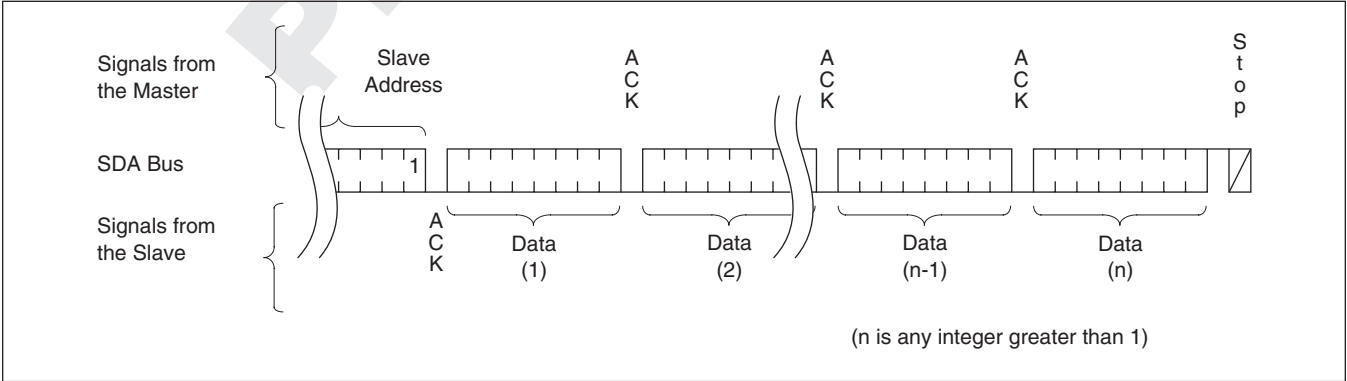 Signals from
the Master
Slave
Address
A
C
K
A
C
K
A
C
K
S
t
o
p
SDA Bus
1
Signals from
the Slave
A
C
K
Data
(1)
Data
(2)
Data
(n-1)
Data
(n)
(n is any integer greater than 1)